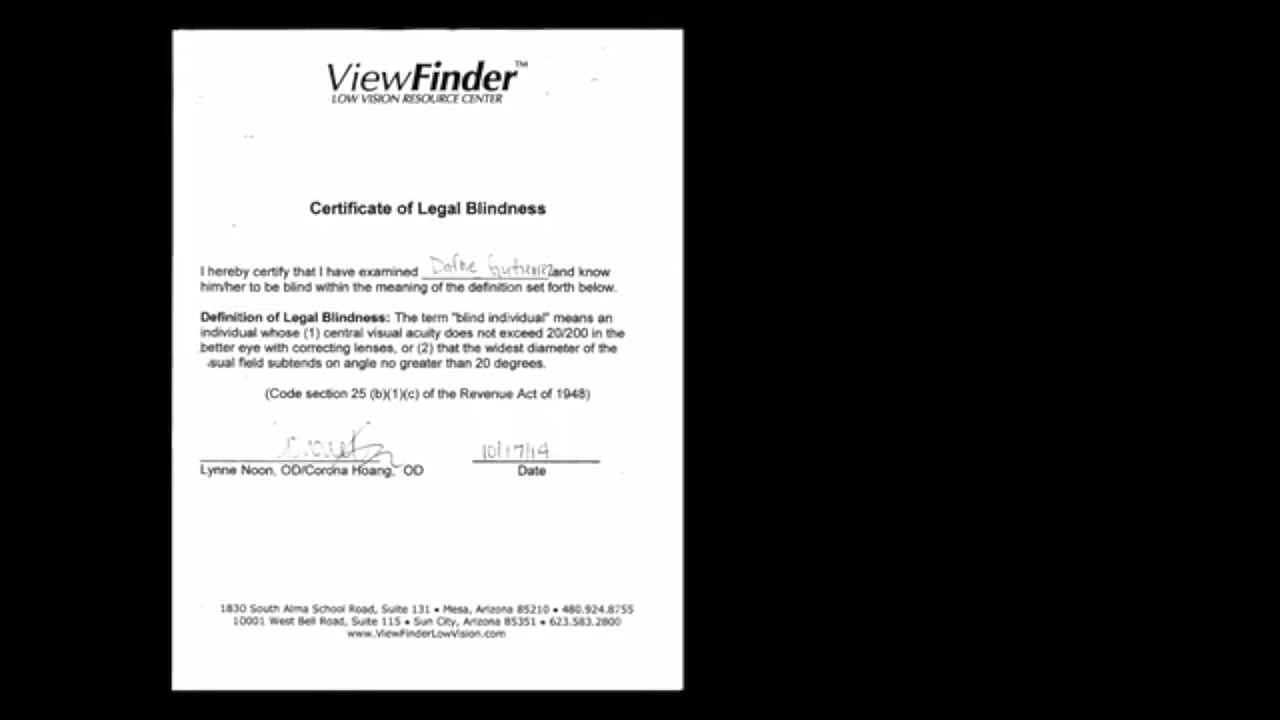 ViewFinder™
LOW VISION RESOURCE CENTER
Certificate of Legal Blindness
I hereby certify that I have examined Dafne Gutierrez and know
him/her to be blind within the meaning of the definition set forth below.
Definition of Legal Blindness: The term "blind individual" means an
individual whose (1) central visual acuity does not exceed 20/200 in the
better eye with correcting lenses, or (2) that the widest diameter of the
sual field subtends on angle no greater than 20 degrees.
(Code section 25 (b)(1)(c) of the Revenue Act of 1948)
10/17/14
Lynne Noon, OD/Corona Hoang, OD Date
1830 South Alma School Road, Suite 131 • Mesa, Arizona 85210 • 480.924.8755
10001 West Bell Road, Suite 115 • Sun City, Arizona 85351 • 623.583.2800
www.ViewFinderLowVision.com